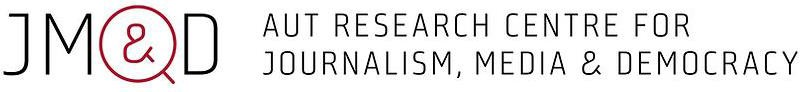 JM&D
AUT RESEARCH CENTRE FOR
JOURNALISM, MEDIA & DEMOCRACY